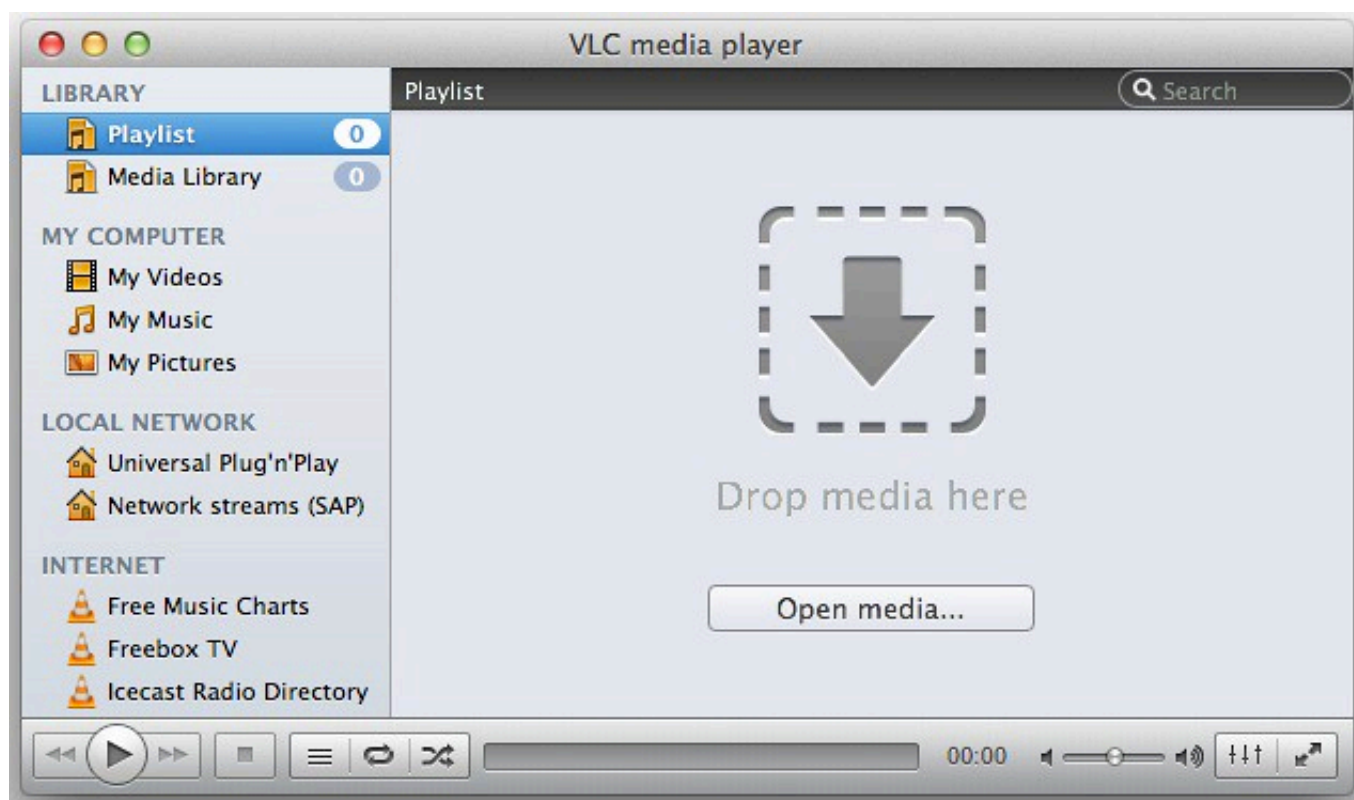 VLC media player
LIBRARY
Playlist 0
Media Library 0
MY COMPUTER
My Videos
My Music
My Pictures
LOCAL NETWORK
Universal Plug'n'Play
Network streams (SAP)
INTERNET
Free Music Charts
Freebox TV
Icecast Radio Directory
Playlist
Search
Drop media here
Open media...
00:00